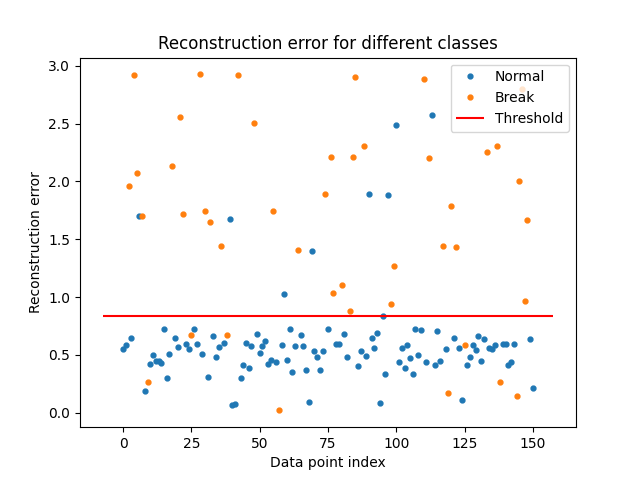 Reconstruction error for different classes
Normal
Break
Threshold
Reconstruction error
3.0
2.5
2.0
1.5
1.0
0.5
0.0
0 25 50 75 100 125 150
Data point index